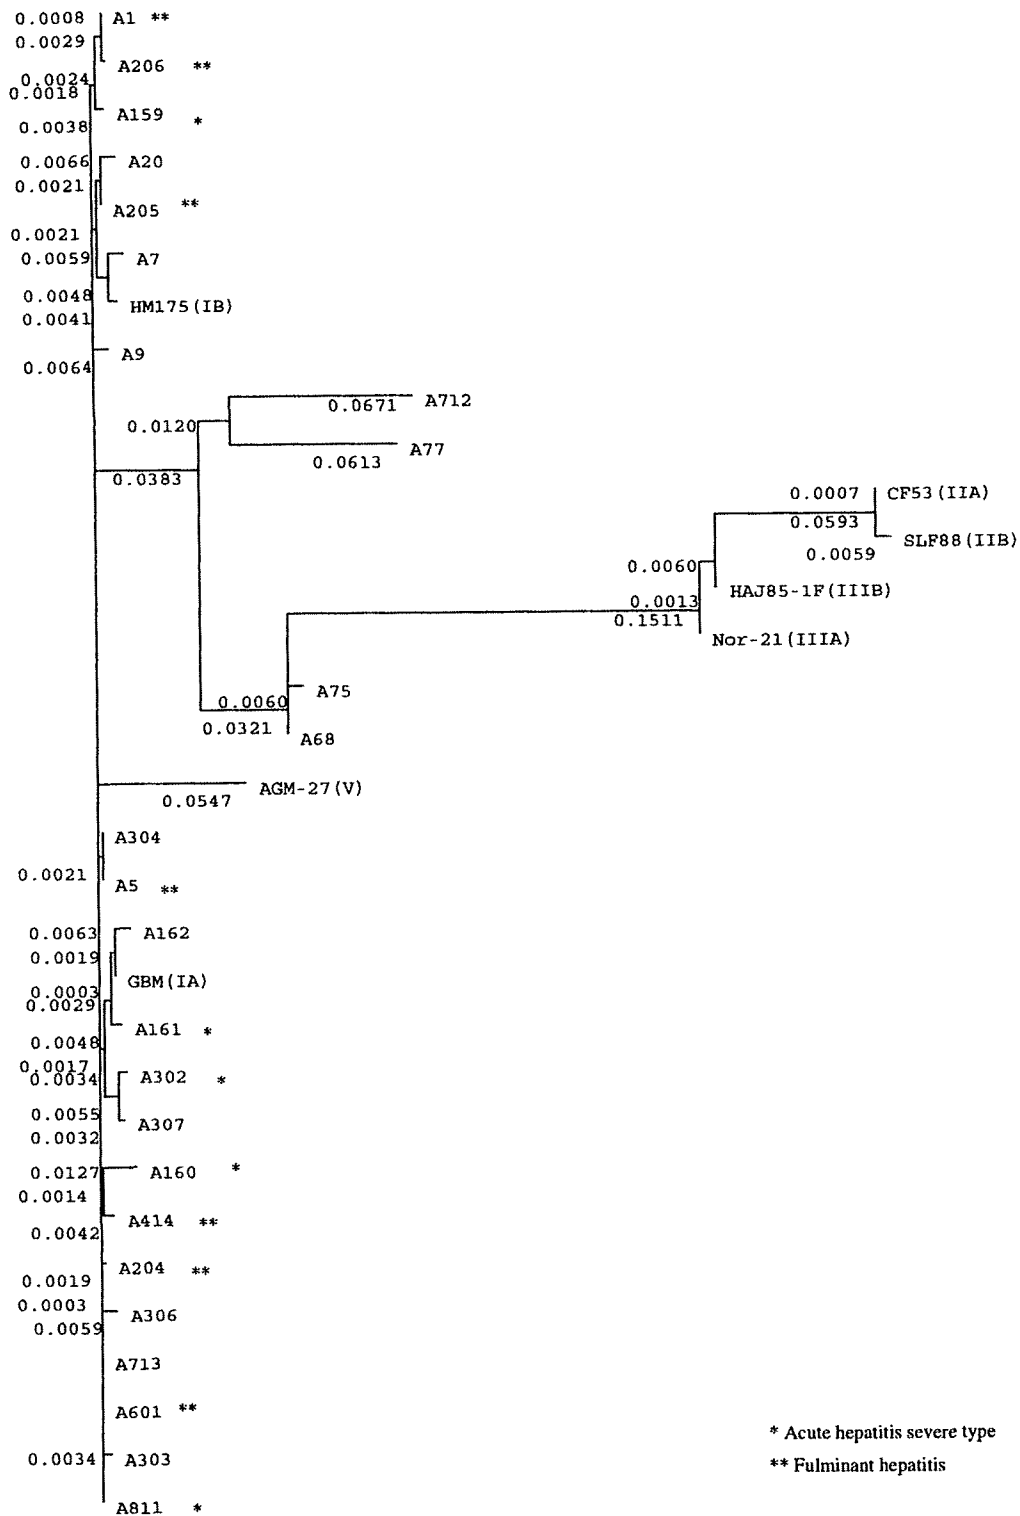 0.0008 A1 **
0.0029
A206 **
0.0024
0.0018
A159 *
0.0038
0.0066 A20
0.0021
A205 **
0.0021
0.0059 A7
0.0048 HM175(IB)
0.0041
A9
0.0064
0.0671 A712
0.0120
A77
0.0613
0.0383
0.0007 CF53(IIA)
0.0593
SLF88(IIB)
0.0059
0.0060
HAJ85-1F(IIIB)
0.0013
0.1511
Nor-21(IIIA)
A75
0.0060
0.0321
A68
AGM-27(V)
0.0547
A304
0.0021
A5 **
0.0063 A162
0.0019
GBM(IA)
0.0003
0.0029
A161 *
0.0048
0.0017
0.0034 A302 *
0.0055
A307
0.0032
0.0127 A160 *
0.0014
A414 **
0.0042
A204 **
0.0019
0.0003
A306
0.0059
A713
A601 **
0.0034 A303
A811 *
* Acute hepatitis severe type
** Fulminant hepatitis